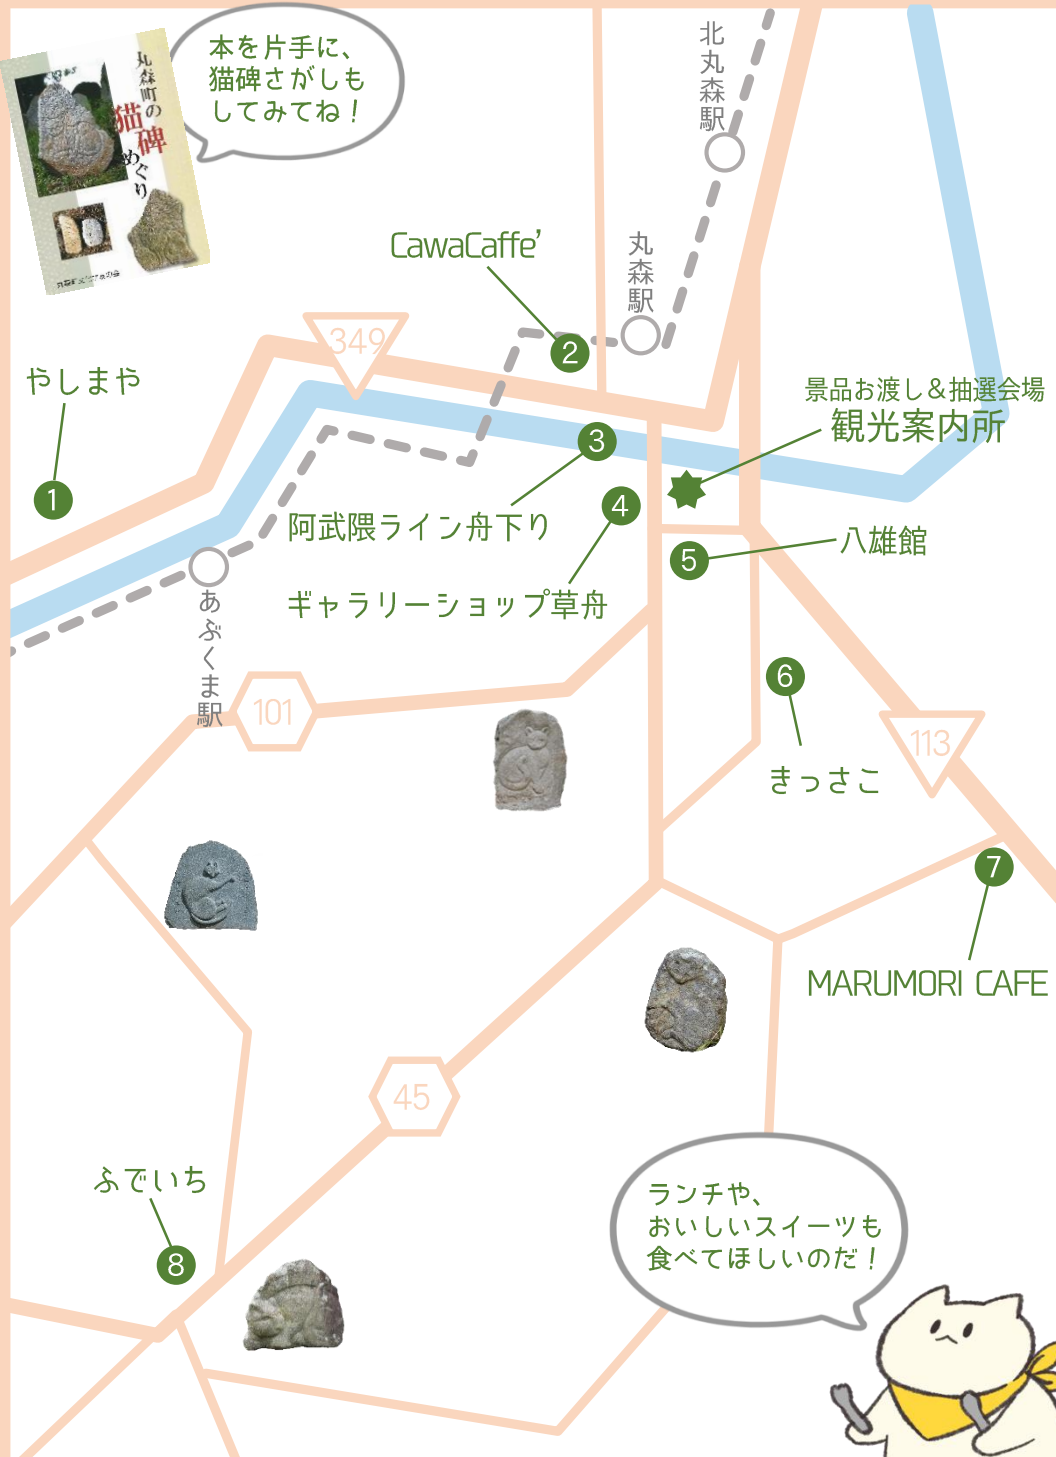 本を片手に、
猫碑さがしも
してみてね！
丸森町の
猫碑
めぐり
北丸森駅
丸森駅
CawaCaffe’
2
349
やしまや
1
景品お渡し＆抽選会場
観光案内所
3
4
阿武隈ライン舟下り
5
八雄館
ギャラリーショップ草舟
あぶくま駅
6
101
113
きっさこ
7
MARUMORI CAFE
45
ふでいち
8
ランチや、
おいしいスイーツも
食べてほしいのだ！